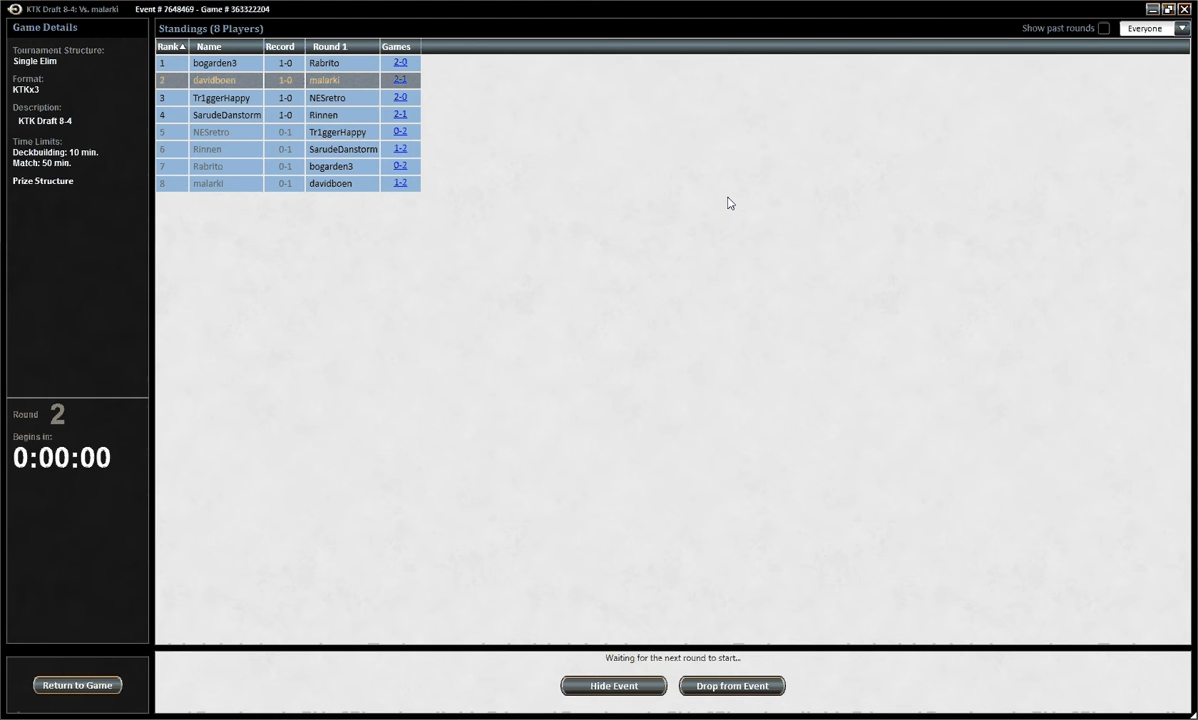 KTK Draft 8-4: Vs. malarki Event # 7648469 - Game # 363322204
Game Details
Tournament Structure:
Single Elim
Format:
KTKx3
Description:
KTK Draft 8-4
Time Limits:
Deckbuilding: 10 min.
Match: 50 min.
Prize Structure
Round 2
Begins in:
0:00:00
Return to Game
Standings (8 Players) Show past rounds Everyone
Rank Name Record Round 1 Games
1 bogarden3 1-0 Rabrito 2-0
2 davidboen 1-0 malarki 2-1
3 Tr1ggerHappy 1-0 NESretro 2-0
4 SarudeDanstorm 1-0 Rinnen 2-1
5 NESretro 0-1 Tr1ggerHappy 0-2
6 Rinnen 0-1 SarudeDanstorm 1-2
7 Rabrito 0-1 bogarden3 0-2
8 malarki 0-1 davidboen 1-2
Waiting for the next round to start...
Hide Event Drop from Event